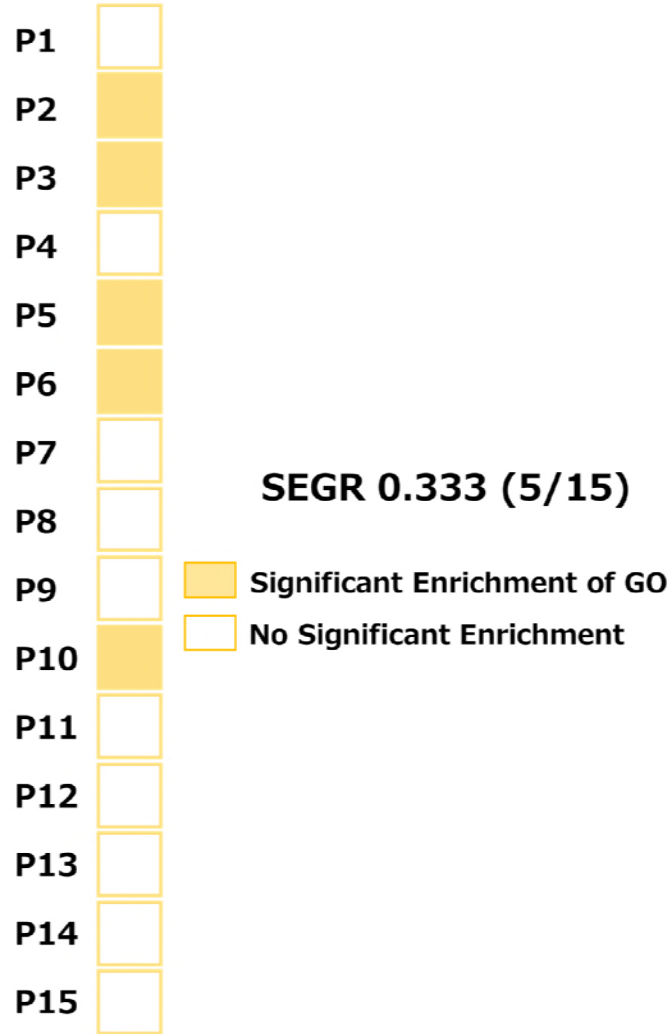 P1
P2
P3
P4
P5
P6
P7
P8
P9
P10
P11
P12
P13
P14
P15
SEGR 0.333 (5/15)
Significant Enrichment of GO
No Significant Enrichment